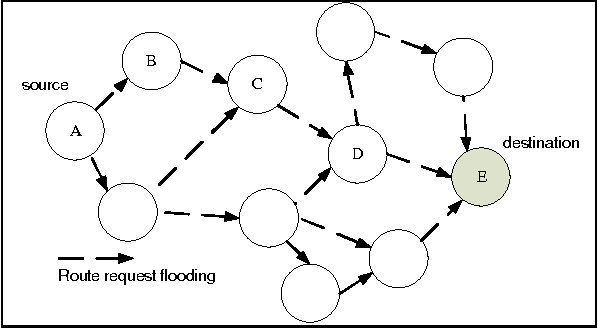 B
source
C
A
destination
D
E
Route request flooding